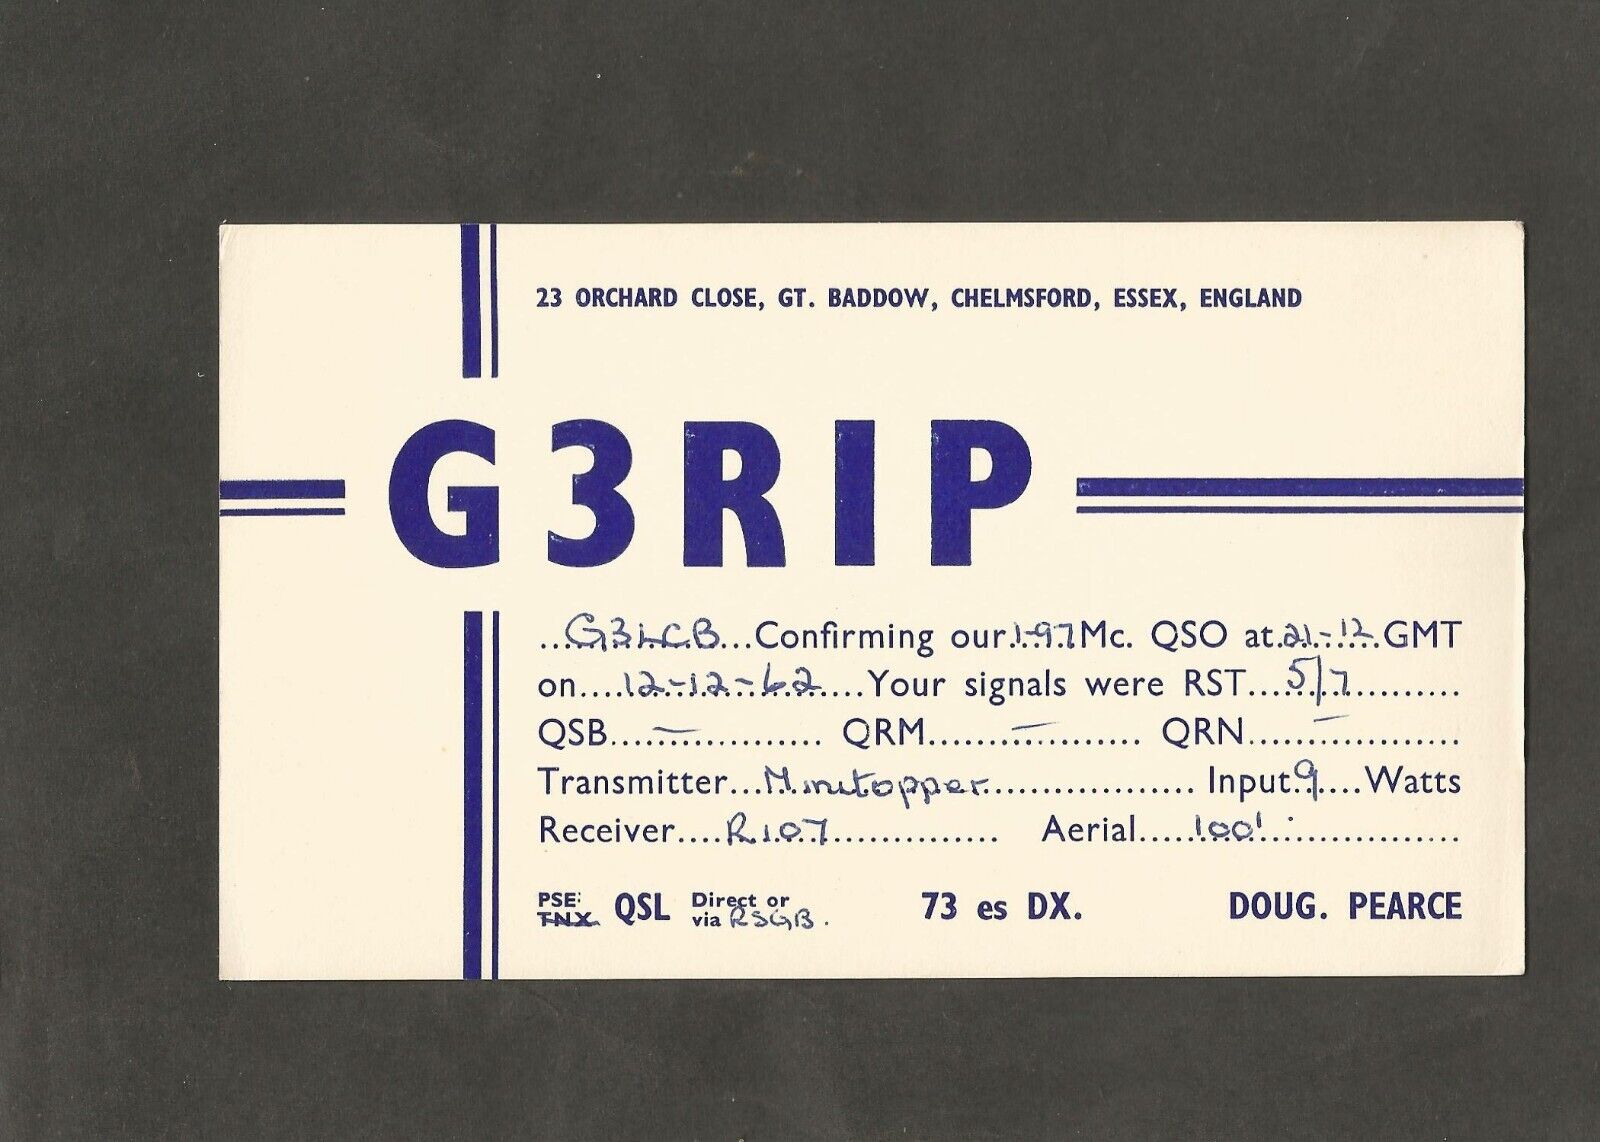 23 ORCHARD CLOSE, GT. BADDOW, CHELMSFORD, ESSEX, ENGLAND
G3RIP
...G3LCB...Confirming our 1.97 Mc. QSO at 21-12 GMT
on....12-12-62....Your signals were RST....5/7..........
QSB....—............... QRM....—............ QRN....—............
Transmitter...Minitopper.................. Input 9....Watts
Receiver....R107.............. Aerial.....100'..............
PSE: TNX QSL Direct or via RSGB. 73 es DX. DOUG. PEARCE